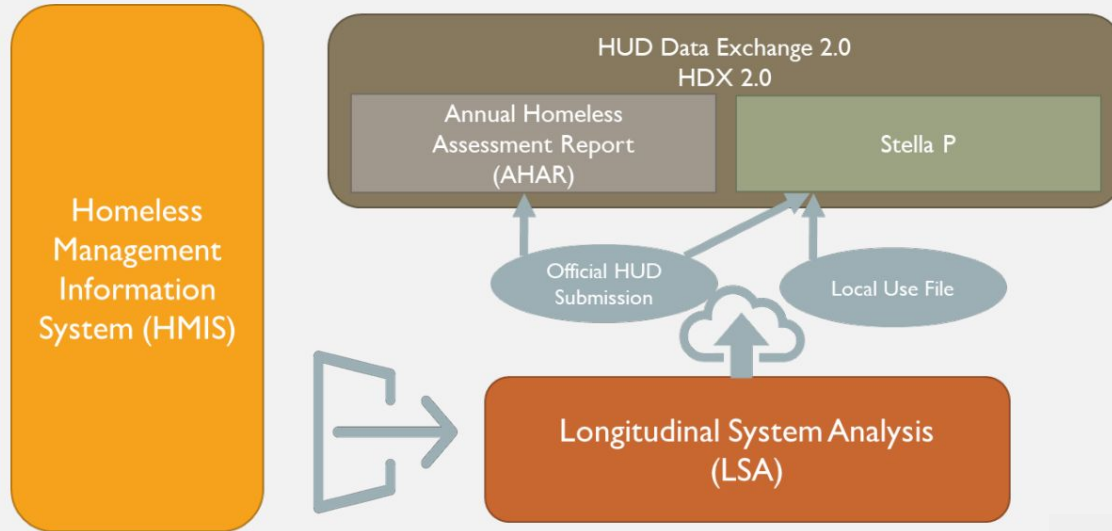 Homeless
Management
Information
System (HMIS)
HUD Data Exchange 2.0
HDX 2.0
Annual Homeless
Assessment Report
(AHAR)
Stella P
Official HUD
Submission
Local Use File
Longitudinal System Analysis
(LSA)